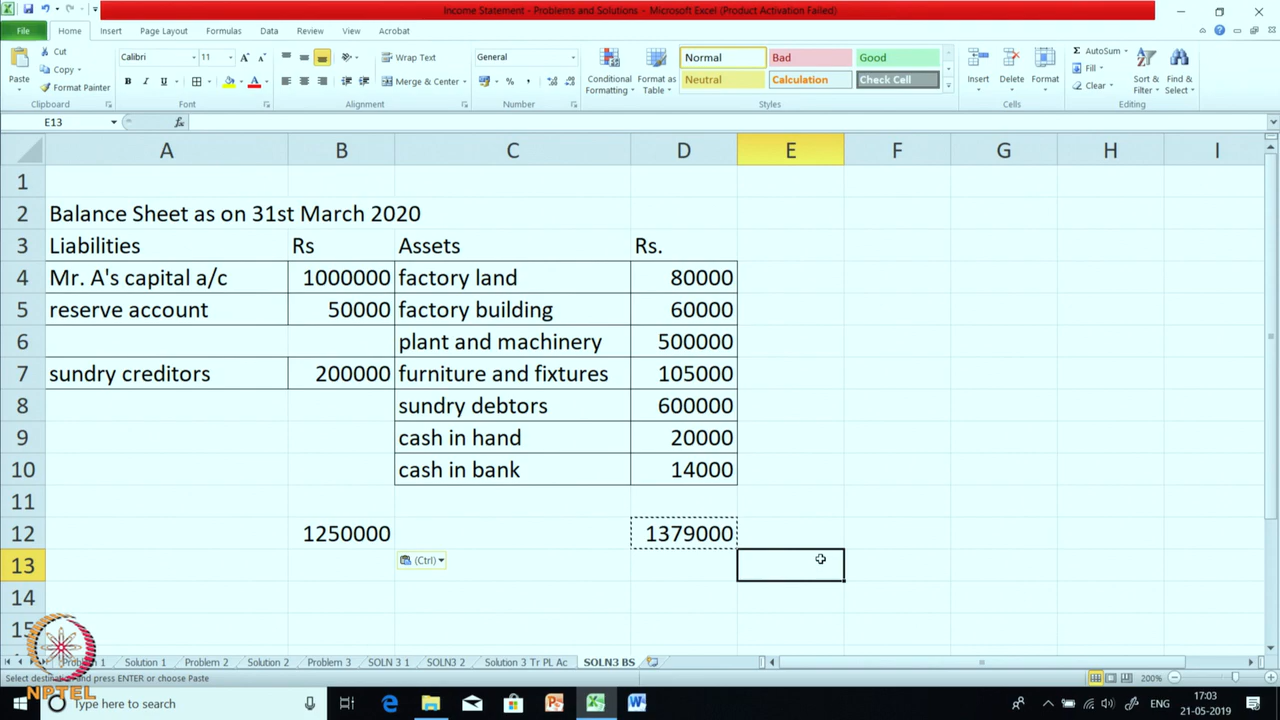 Income Statement - Problems and Solutions - Microsoft Excel (Product Activation Failed)
File Home Insert Page Layout Formulas Data Review View Acrobat
Paste Cut Copy Format Painter Clipboard
Calibri 11 B I U A Font
Wrap Text Merge & Center Alignment
General % , Number
Conditional Formatting Format as Table
Normal Bad Good
Neutral Calculation Check Cell
Styles
Insert Delete Format Cells
AutoSum Fill Clear Sort & Filter Find & Select Editing
E13 fx
A B C D E F G H I
1
2 Balance Sheet as on 31st March 2020
3 Liabilities Rs Assets Rs.
4 Mr. A's capital a/c 1000000 factory land 80000
5 reserve account 50000 factory building 60000
6 plant and machinery 500000
7 sundry creditors 200000 furniture and fixtures 105000
8 sundry debtors 600000
9 cash in hand 20000
10 cash in bank 14000
11
12 1250000 1379000
13 (Ctrl)
14
15
Problem 1 Solution 1 Problem 2 Solution 2 Problem 3 SOLN 3 1 SOLN3 2 Solution 3 Tr PL Ac SOLN3 BS
Select destination and press ENTER or choose Paste 200%
NPTEL
Type here to search ENG 17:03
21-05-2019